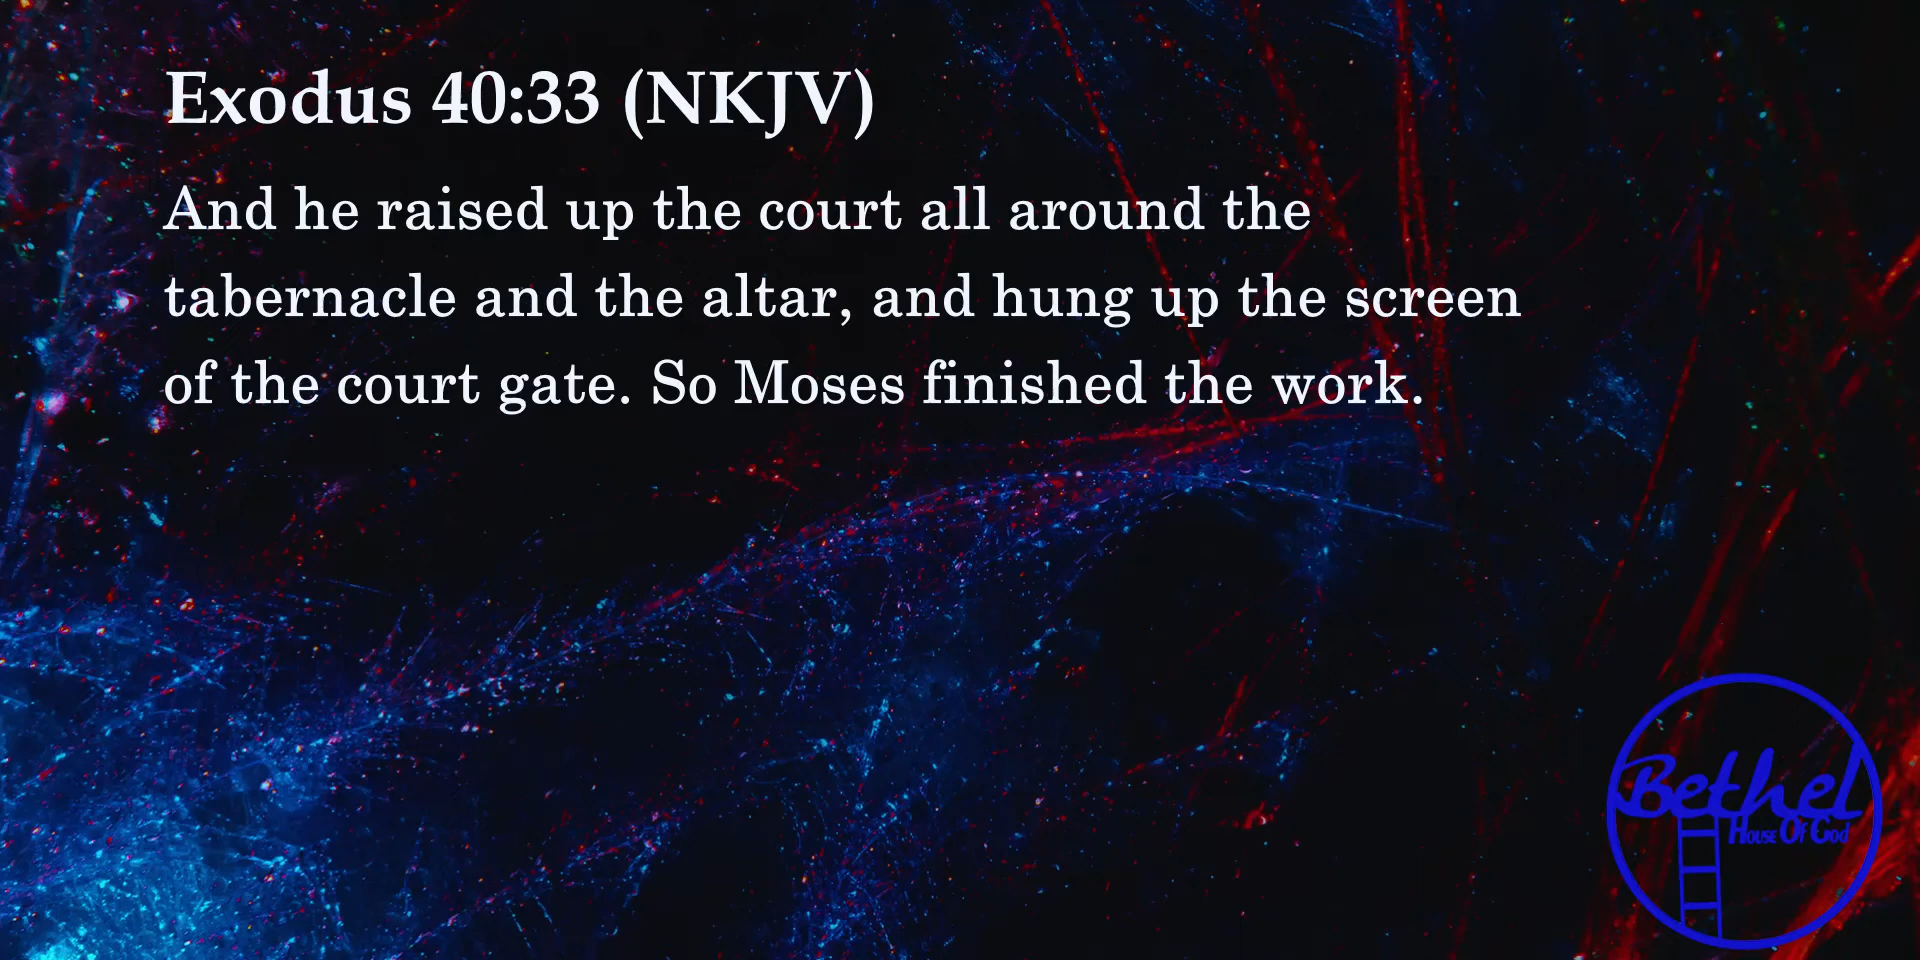 Exodus 40:33 (NKJV)
And he raised up the court all around the
tabernacle and the altar, and hung up the screen
of the court gate. So Moses finished the work.
Bethel
House Of God